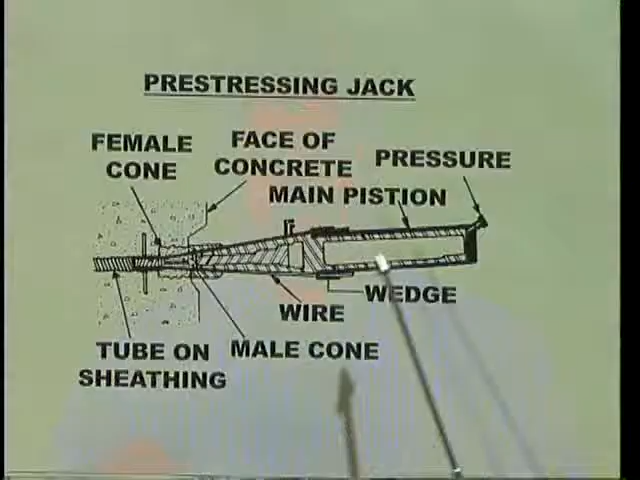 PRESTRESSING JACK
FEMALE
CONE
FACE OF
CONCRETE
PRESSURE
MAIN PISTION
WEDGE
WIRE
TUBE ON
SHEATHING
MALE CONE